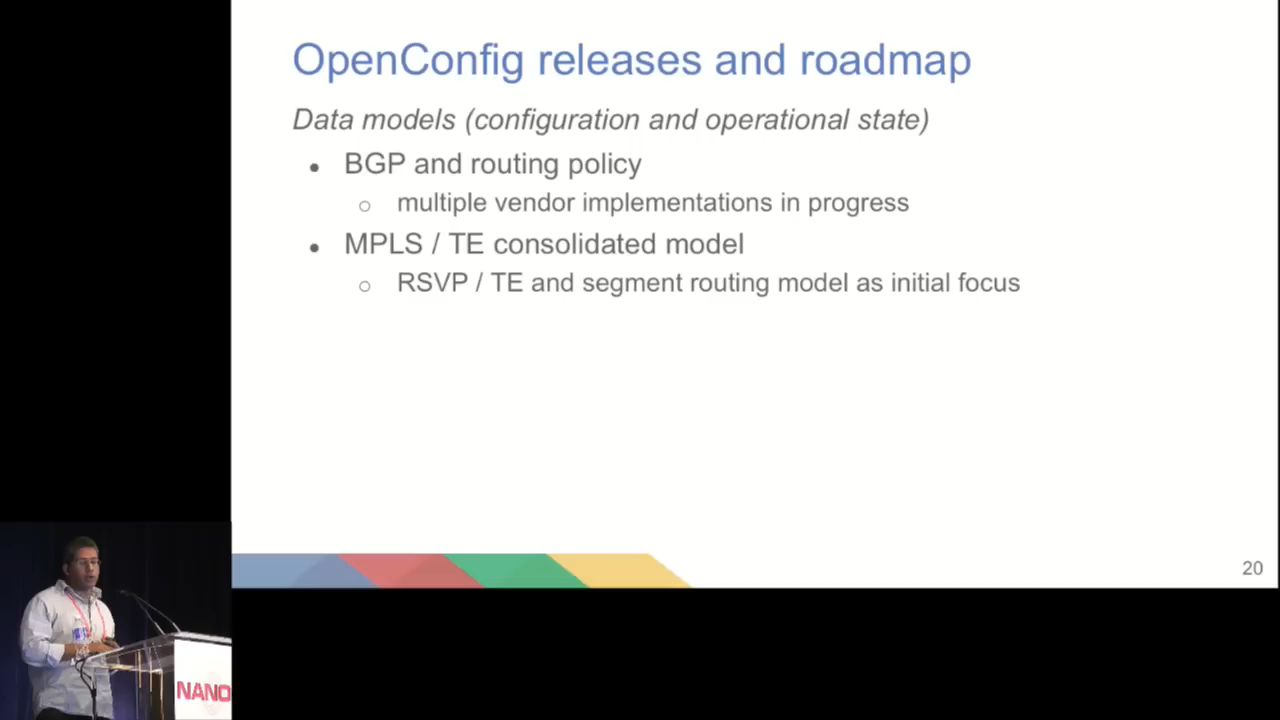 OpenConfig releases and roadmap
Data models (configuration and operational state)
• BGP and routing policy
○ multiple vendor implementations in progress
• MPLS / TE consolidated model
○ RSVP / TE and segment routing model as initial focus
20
NANO